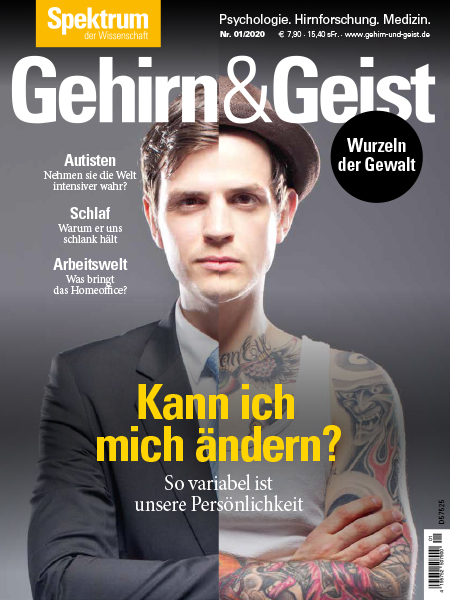 Spektrum
der Wissenschaft
Psychologie. Hirnforschung. Medizin.
Nr. 01/2020 € 7,90 · 15,40 sFr. · www.gehirn-und-geist.de
Gehirn&Geist
Wurzeln
der Gewalt
Autisten
Nehmen sie die Welt
intensiver wahr?
Schlaf
Warum er uns
schlank hält
Arbeitswelt
Was bringt
das Homeoffice?
Kann ich
mich ändern?
So variabel ist
unsere Persönlichkeit
D57525
01